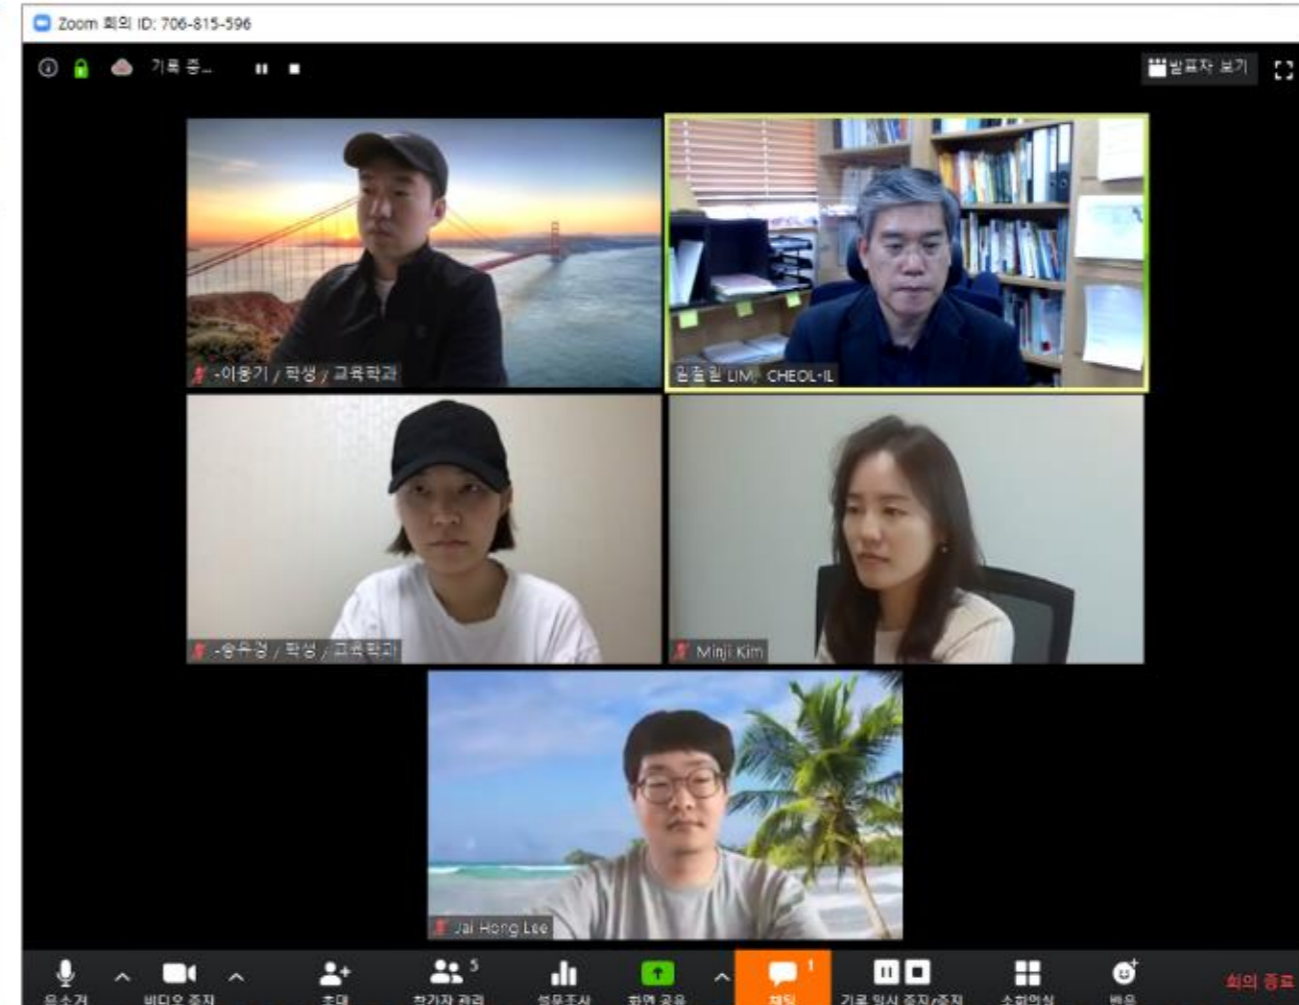 Zoom 회의 ID: 706-815-596
기록 중...
발표자 보기
-이용기 / 학생 / 교육학과
임철일 LIM, CHEOL-IL
-송유경 / 학생 / 교육학과
Minji Kim
Jai Hong Lee
5
1
음소거
비디오 중지
초대
참가자 관리
설문조사
화면 공유
채팅
기록 일시 중지/중지
소회의실
반응
회의 종료